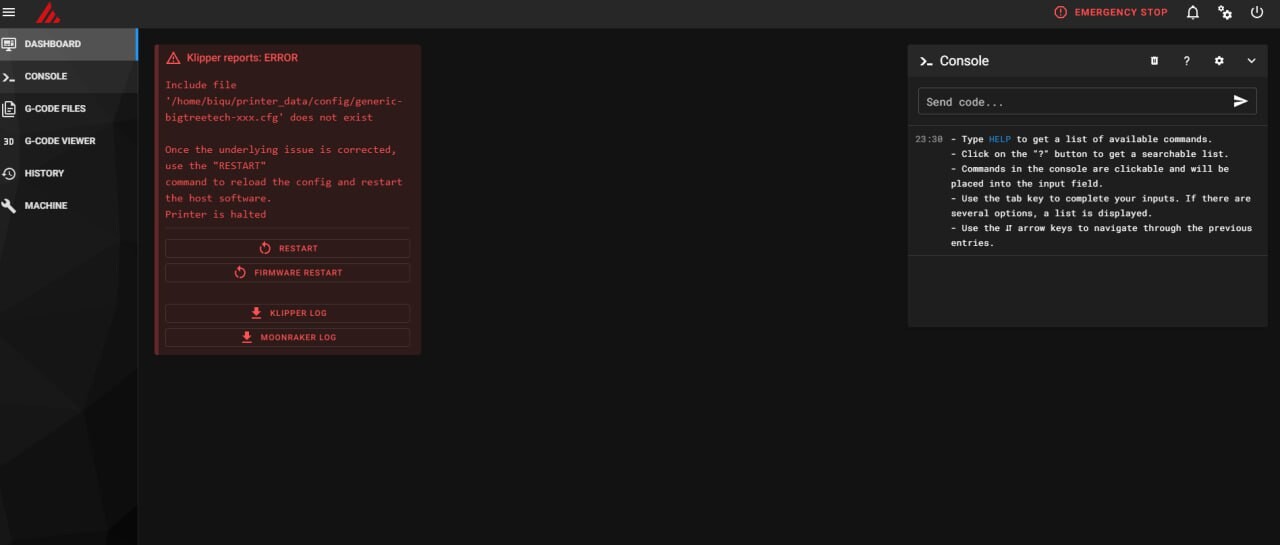 EMERGENCY STOP
DASHBOARD
CONSOLE
G-CODE FILES
3D G-CODE VIEWER
HISTORY
MACHINE
Klipper reports: ERROR
Include file
'/home/biqu/printer_data/config/generic-
bigtreetech-xxx.cfg' does not exist
Once the underlying issue is corrected,
use the "RESTART"
command to reload the config and restart
the host software.
Printer is halted
RESTART
FIRMWARE RESTART
KLIPPER LOG
MOONRAKER LOG
Console
?
Send code...
23:30 - Type HELP to get a list of available commands.
- Click on the "?" button to get a searchable list.
- Commands in the console are clickable and will be
placed into the input field.
- Use the tab key to complete your inputs. If there are
several options, a list is displayed.
- Use the ⇵ arrow keys to navigate through the previous
entries.